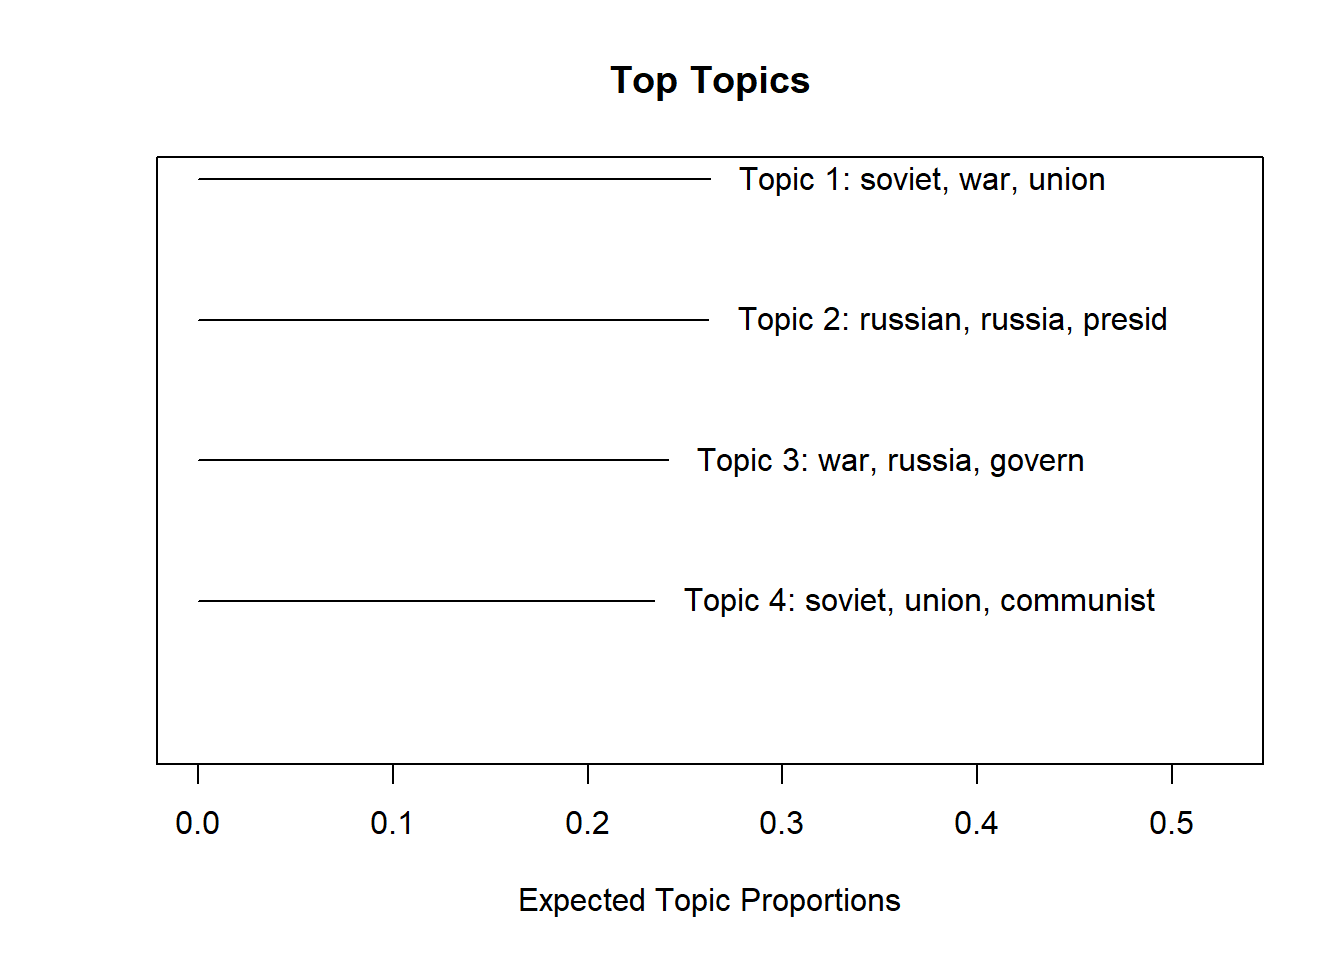 Top Topics
Topic 1: soviet, war, union
Topic 2: russian, russia, presid
Topic 3: war, russia, govern
Topic 4: soviet, union, communist
0.0 0.1 0.2 0.3 0.4 0.5
Expected Topic Proportions